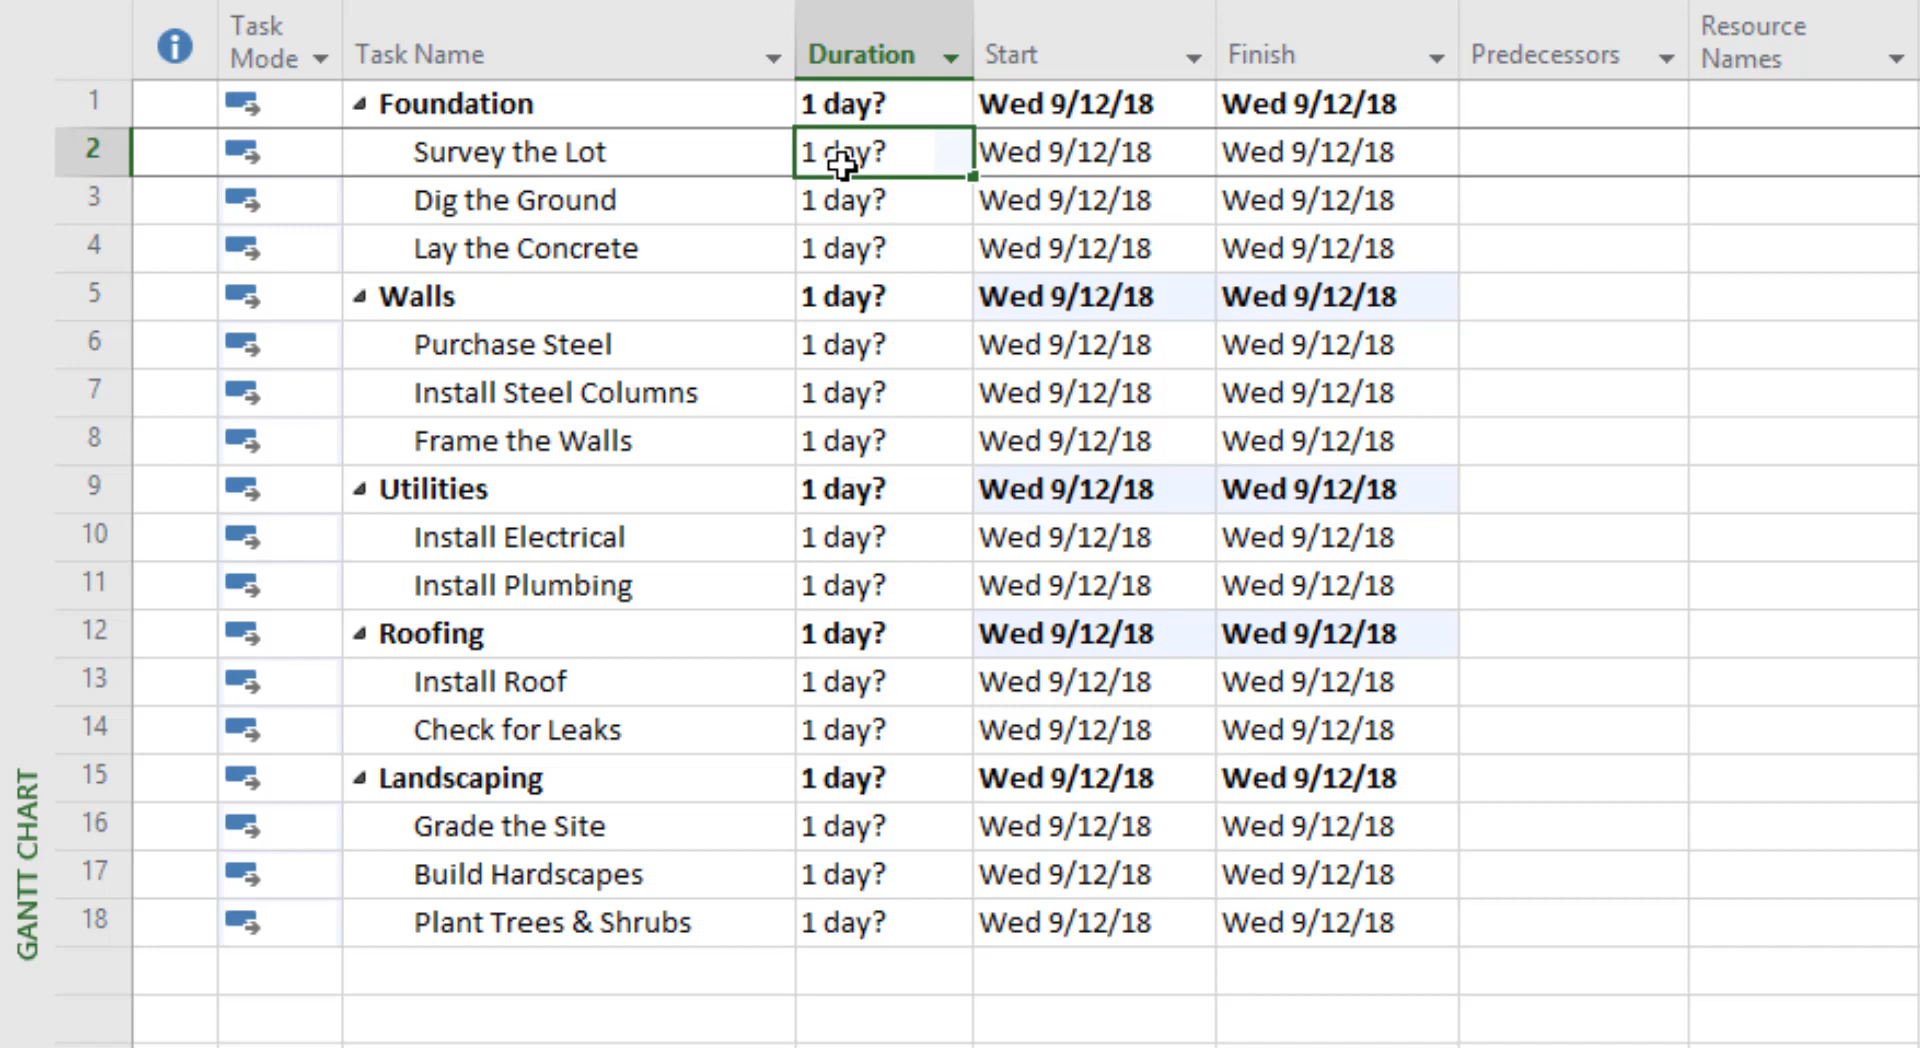 Task Mode Task Name Duration Start Finish Predecessors Resource Names
1 Foundation 1 day? Wed 9/12/18 Wed 9/12/18
2 Survey the Lot 1 day? Wed 9/12/18 Wed 9/12/18
3 Dig the Ground 1 day? Wed 9/12/18 Wed 9/12/18
4 Lay the Concrete 1 day? Wed 9/12/18 Wed 9/12/18
5 Walls 1 day? Wed 9/12/18 Wed 9/12/18
6 Purchase Steel 1 day? Wed 9/12/18 Wed 9/12/18
7 Install Steel Columns 1 day? Wed 9/12/18 Wed 9/12/18
8 Frame the Walls 1 day? Wed 9/12/18 Wed 9/12/18
9 Utilities 1 day? Wed 9/12/18 Wed 9/12/18
10 Install Electrical 1 day? Wed 9/12/18 Wed 9/12/18
11 Install Plumbing 1 day? Wed 9/12/18 Wed 9/12/18
12 Roofing 1 day? Wed 9/12/18 Wed 9/12/18
13 Install Roof 1 day? Wed 9/12/18 Wed 9/12/18
14 Check for Leaks 1 day? Wed 9/12/18 Wed 9/12/18
15 Landscaping 1 day? Wed 9/12/18 Wed 9/12/18
16 Grade the Site 1 day? Wed 9/12/18 Wed 9/12/18
17 Build Hardscapes 1 day? Wed 9/12/18 Wed 9/12/18
18 Plant Trees & Shrubs 1 day? Wed 9/12/18 Wed 9/12/18
GANTT CHART